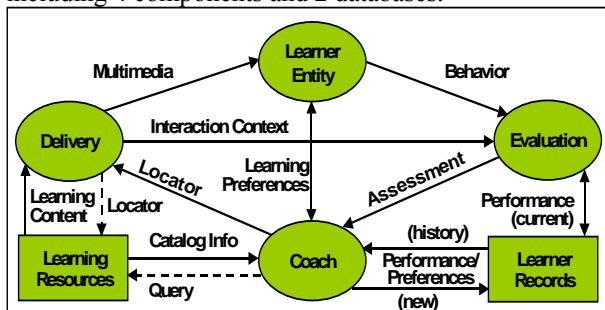 including 4 components and 2 databases.
Learner
Entity
Multimedia
Behavior
Delivery
Interaction Context
Evaluation
Learning
Preferences
Locator
Assessment
Learning
Content
Locator
Performance
(current)
Learning
Resources
Catalog Info
Query
Coach
(history)
Performance/
Preferences
(new)
Learner
Records